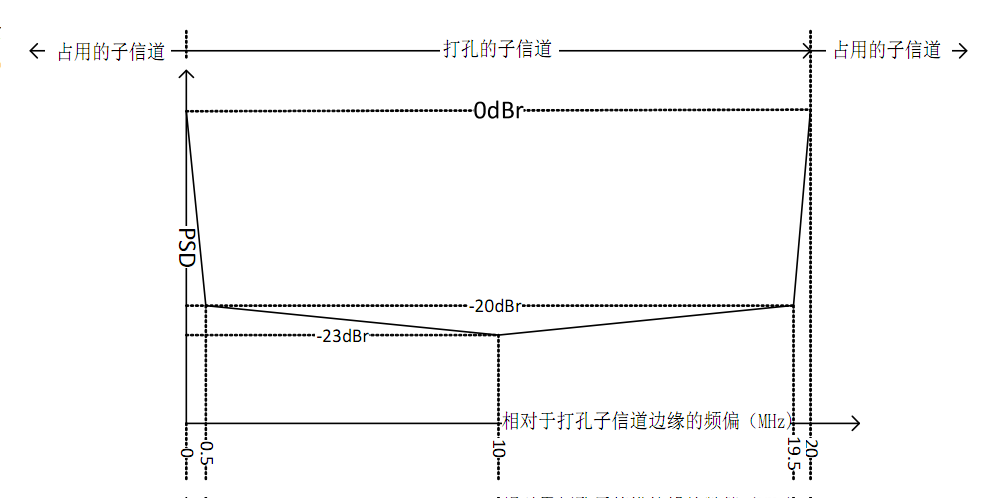 占用的子信道
打孔的子信道
占用的子信道
0dBr
PSD
-20dBr
-23dBr
相对于打孔子信道边缘的频偏（MHz）
0
0.5
10
19.5
20